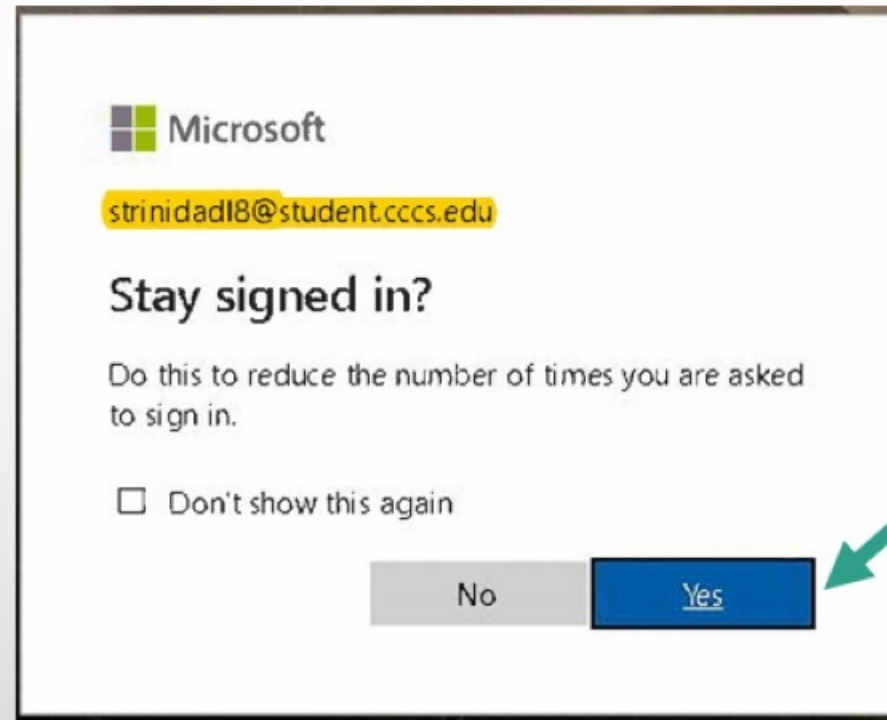 Microsoft
strinidadl8@student.cccs.edu
Stay signed in?
Do this to reduce the number of times you are asked
to sign in.
Don't show this again
No
Yes